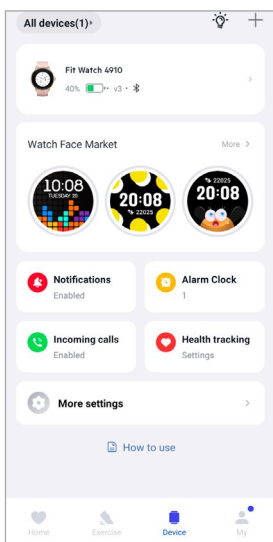 All devices(1)
Fit Watch 4910
40% v3
Watch Face Market
More >
10:08
TUESDAY 20
20:08
22025
22025
20:08
Notifications
Enabled
Alarm Clock
1
Incoming calls
Enabled
Health tracking
Settings
More settings
How to use
Home
Exercise
Device
My